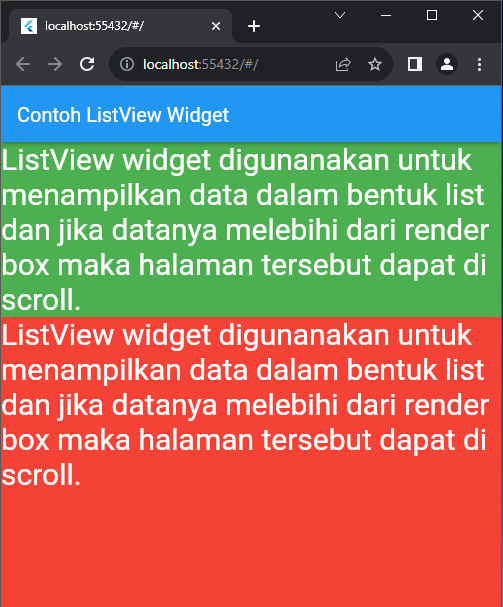 localhost:55432/#/
localhost:55432/#/
Contoh ListView Widget
ListView widget digunanakan untuk
menampilkan data dalam bentuk list
dan jika datanya melebihi dari render
box maka halaman tersebut dapat di
scroll.
ListView widget digunanakan untuk
menampilkan data dalam bentuk list
dan jika datanya melebihi dari render
box maka halaman tersebut dapat di
scroll.